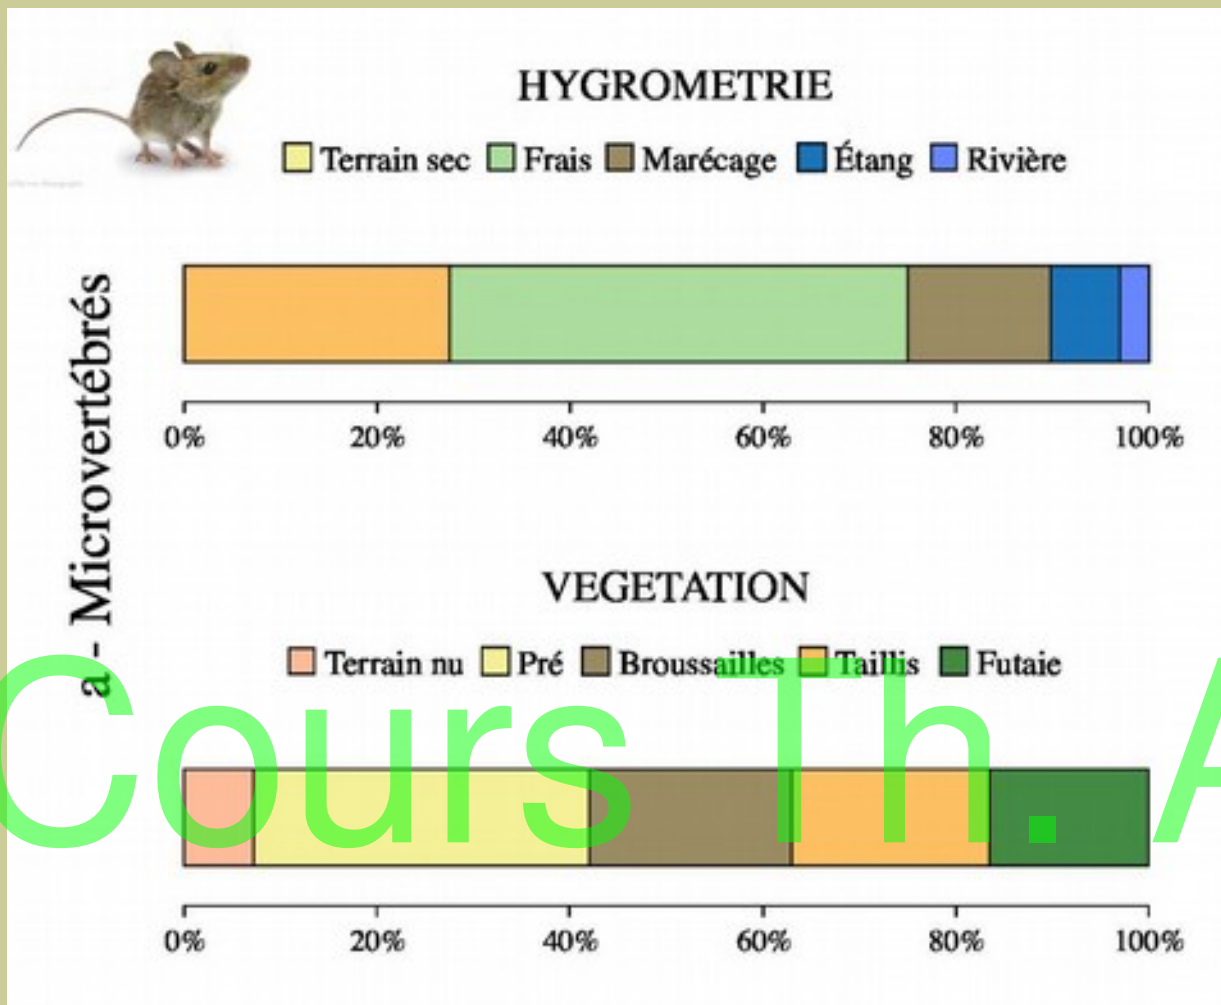 HYGROMETRIE
Terrain sec Frais Marécage Étang Rivière
a - Microvertébrés
0% 20% 40% 60% 80% 100%
VEGETATION
Terrain nu Pré Broussailles Taillis Futaie
Cours Th. A
0% 20% 40% 60% 80% 100%